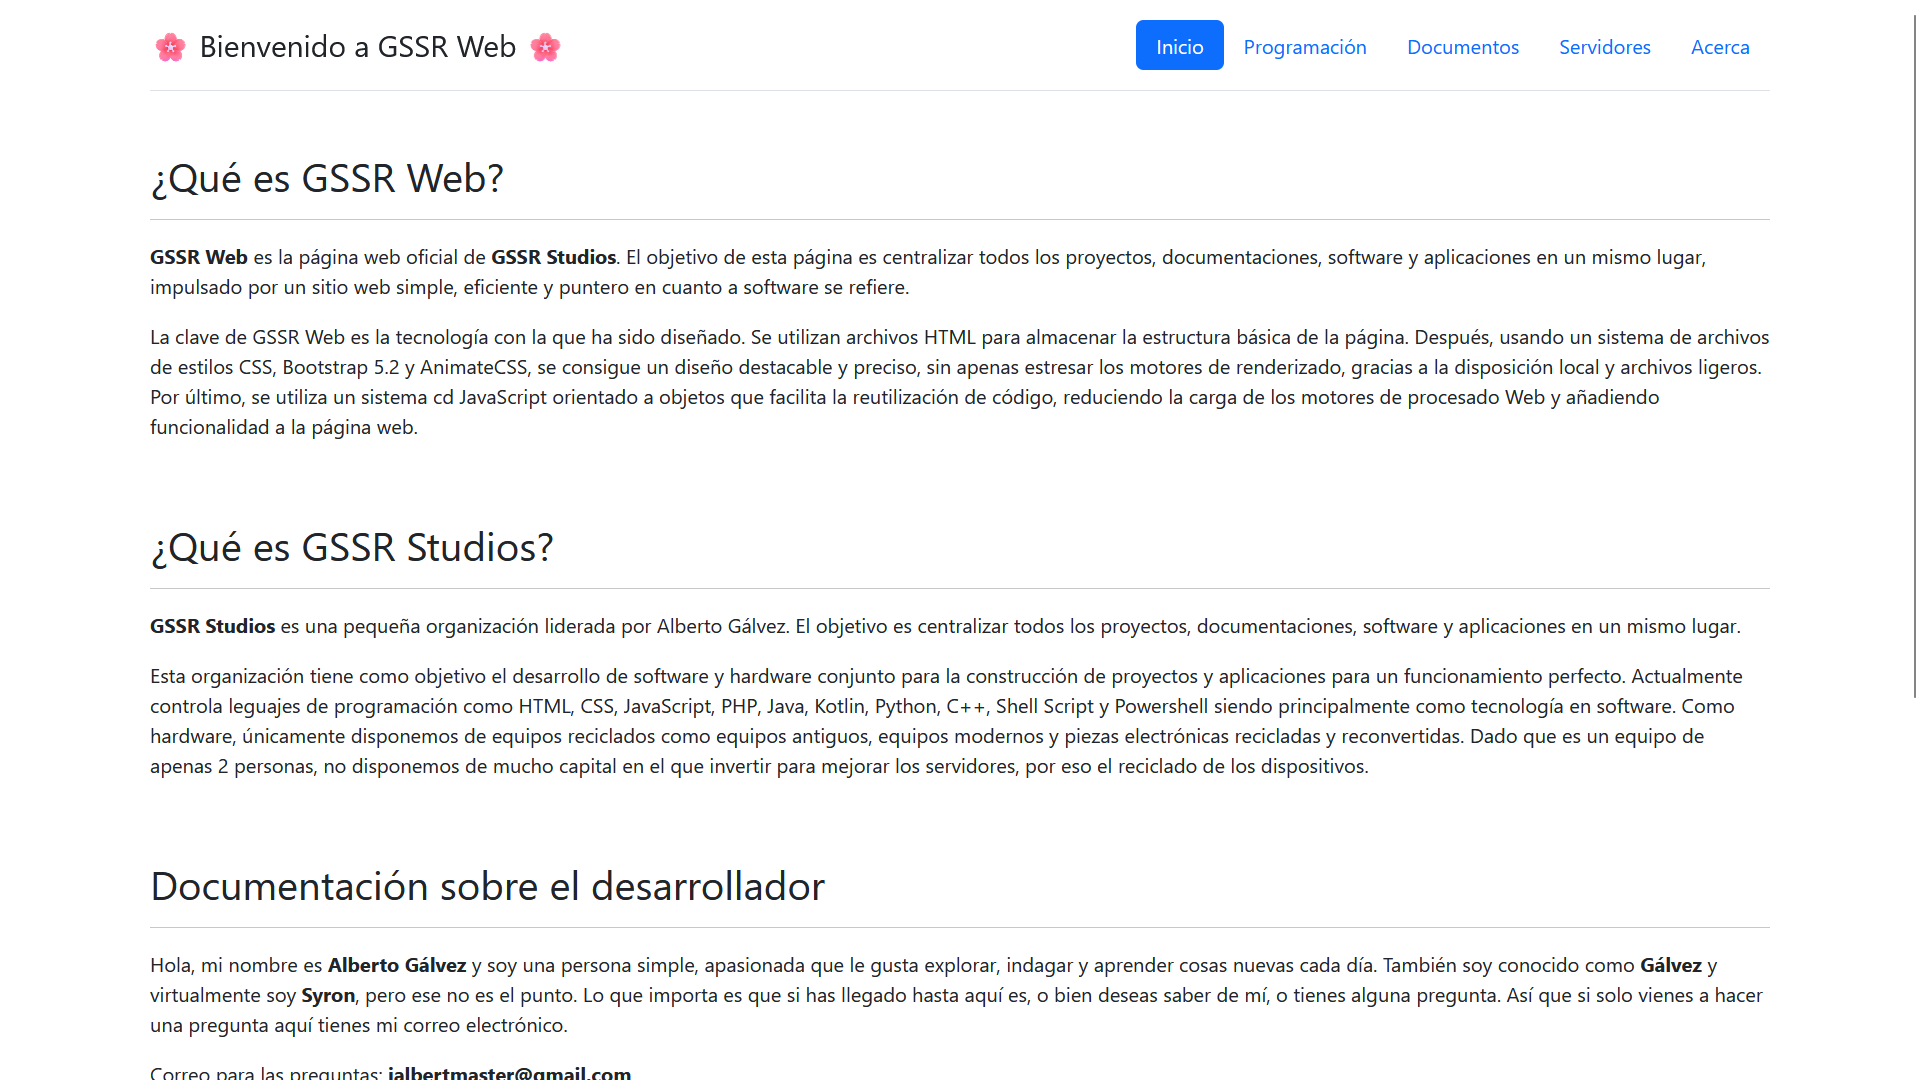 🌸 Bienvenido a GSSR Web 🌸
Inicio Programación Documentos Servidores Acerca
¿Qué es GSSR Web?
GSSR Web es la página web oficial de GSSR Studios. El objetivo de esta página es centralizar todos los proyectos, documentaciones, software y aplicaciones en un mismo lugar,
impulsado por un sitio web simple, eficiente y puntero en cuanto a software se refiere.
La clave de GSSR Web es la tecnología con la que ha sido diseñado. Se utilizan archivos HTML para almacenar la estructura básica de la página. Después, usando un sistema de archivos
de estilos CSS, Bootstrap 5.2 y AnimateCSS, se consigue un diseño destacable y preciso, sin apenas estresar los motores de renderizado, gracias a la disposición local y archivos ligeros.
Por último, se utiliza un sistema cd JavaScript orientado a objetos que facilita la reutilización de código, reduciendo la carga de los motores de procesado Web y añadiendo
funcionalidad a la página web.
¿Qué es GSSR Studios?
GSSR Studios es una pequeña organización liderada por Alberto Gálvez. El objetivo es centralizar todos los proyectos, documentaciones, software y aplicaciones en un mismo lugar.
Esta organización tiene como objetivo el desarrollo de software y hardware conjunto para la construcción de proyectos y aplicaciones para un funcionamiento perfecto. Actualmente
controla leguajes de programación como HTML, CSS, JavaScript, PHP, Java, Kotlin, Python, C++, Shell Script y Powershell siendo principalmente como tecnología en software. Como
hardware, únicamente disponemos de equipos reciclados como equipos antiguos, equipos modernos y piezas electrónicas recicladas y reconvertidas. Dado que es un equipo de
apenas 2 personas, no disponemos de mucho capital en el que invertir para mejorar los servidores, por eso el reciclado de los dispositivos.
Documentación sobre el desarrollador
Hola, mi nombre es Alberto Gálvez y soy una persona simple, apasionada que le gusta explorar, indagar y aprender cosas nuevas cada día. También soy conocido como Gálvez y
virtualmente soy Syron, pero ese no es el punto. Lo que importa es que si has llegado hasta aquí es, o bien deseas saber de mí, o tienes alguna pregunta. Así que si solo vienes a hacer
una pregunta aquí tienes mi correo electrónico.
Correo para las preguntas: ialbertmaster@gmail.com